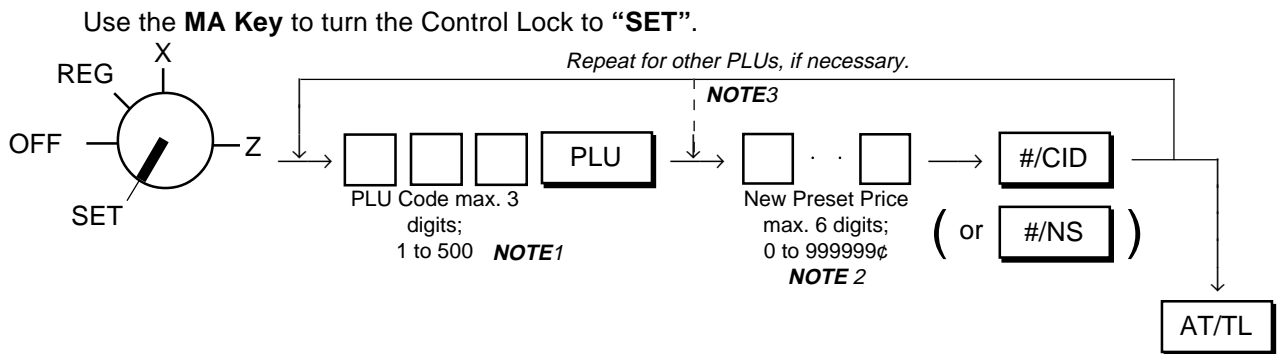 Use the MA Key to turn the Control Lock to “SET”.
X
REG
OFF
Z
SET
Repeat for other PLUs, if necessary.
NOTE3
PLU
#/CID
PLU Code max. 3
digits;
1 to 500 NOTE1
New Preset Price
max. 6 digits;
0 to 999999¢
NOTE 2
( or #/NS )
AT/TL